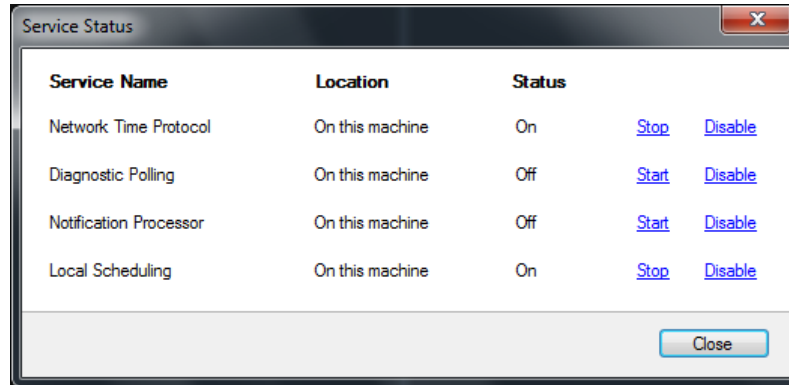 Service Status
Service Name Location Status
Network Time Protocol On this machine On Stop Disable
Diagnostic Polling On this machine Off Start Disable
Notification Processor On this machine Off Start Disable
Local Scheduling On this machine On Stop Disable
Close